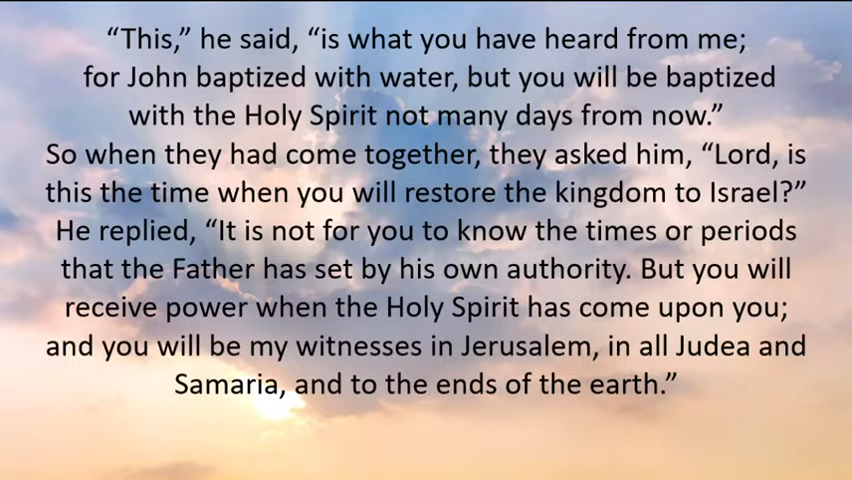 “This,” he said, “is what you have heard from me;
for John baptized with water, but you will be baptized
with the Holy Spirit not many days from now.”
So when they had come together, they asked him, “Lord, is
this the time when you will restore the kingdom to Israel?”
He replied, “It is not for you to know the times or periods
that the Father has set by his own authority. But you will
receive power when the Holy Spirit has come upon you;
and you will be my witnesses in Jerusalem, in all Judea and
Samaria, and to the ends of the earth.”